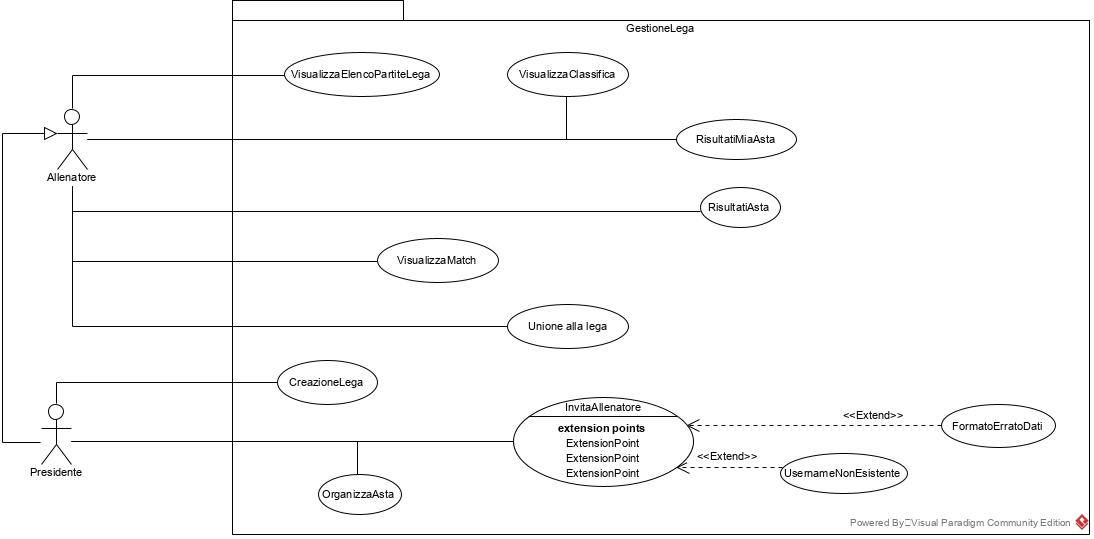 GestioneLega
VisualizzaElencoPartiteLega
VisualizzaClassifica
RisultatiMiaAsta
Allenatore
RisultatiAsta
VisualizzaMatch
Unione alla lega
CreazioneLega
InvitaAllenatore
extension points
ExtensionPoint
ExtensionPoint
ExtensionPoint
<<Extend>>
FormatoErratoDati
<<Extend>>
UsernameNonEsistente
Presidente
OrganizzaAsta
Powered By Visual Paradigm Community Edition